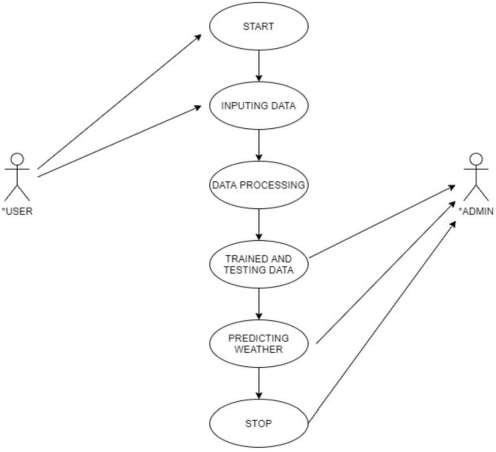 START
INPUTING DATA
*USER
DATA PROCESSING
*ADMIN
TRAINED AND
TESTING DATA
PREDICTING
WEATHER
STOP